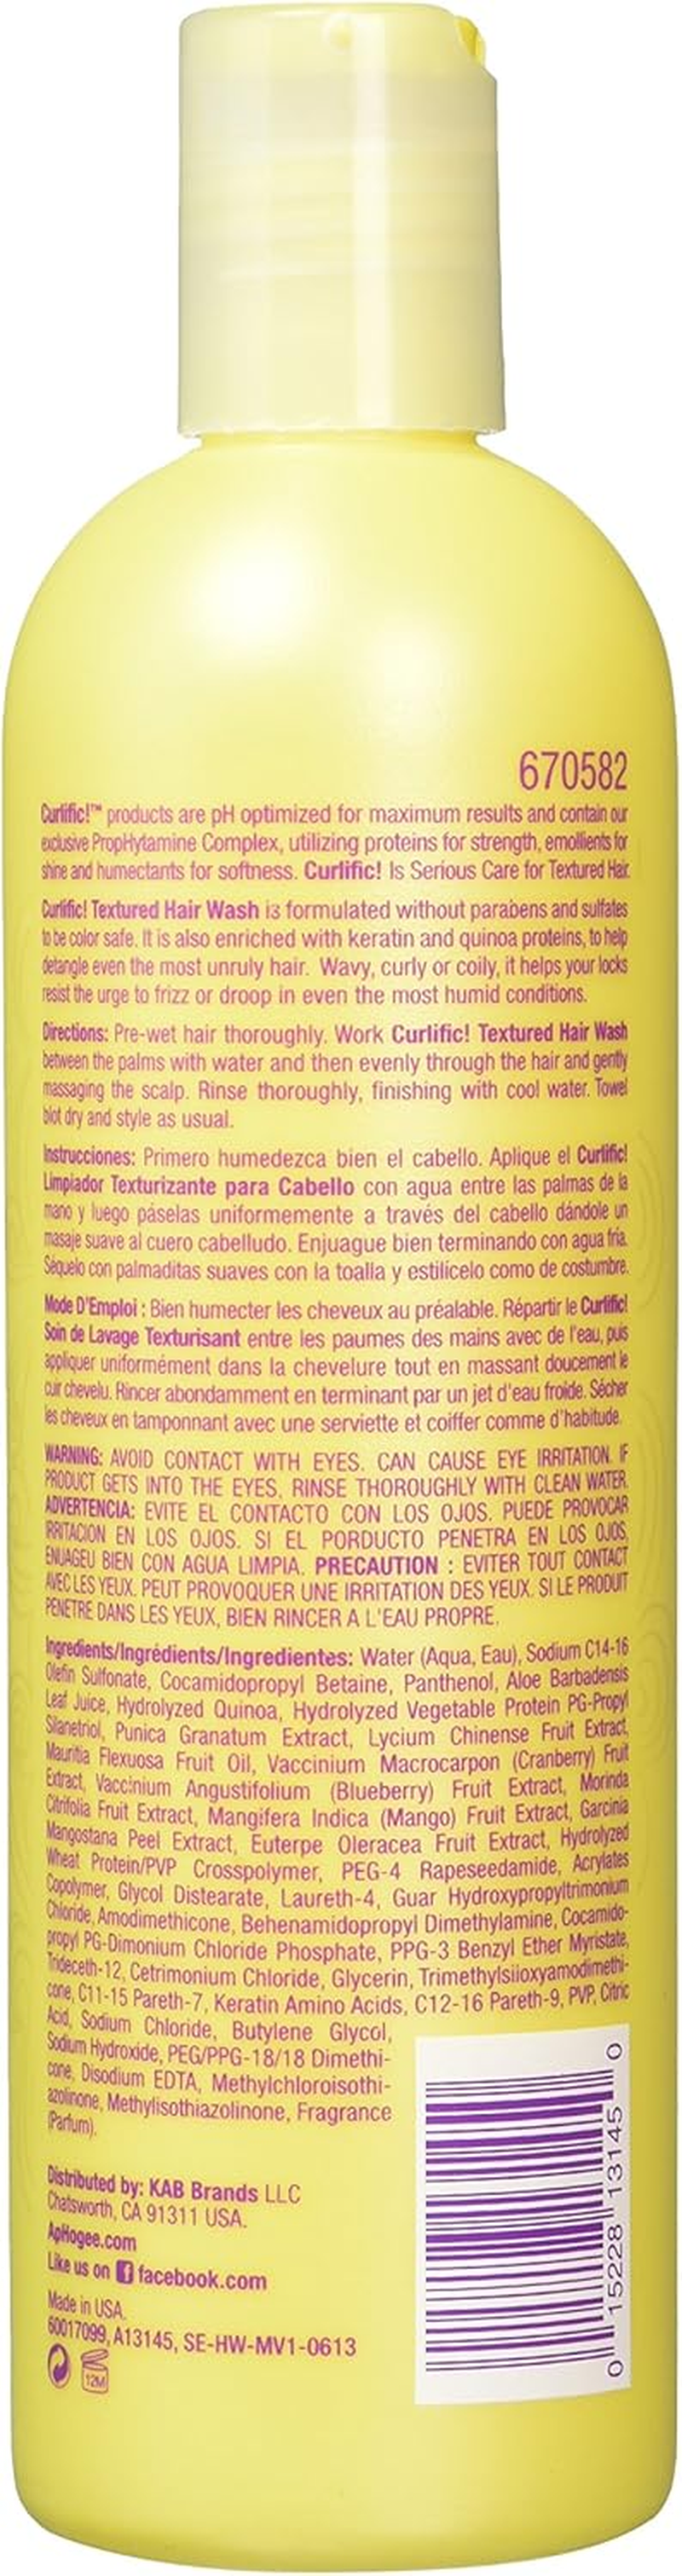 670582
Curlific!™ products are pH optimized for maximum results and contain our
exclusive PropHytamine Complex, utilizing proteins for strength, emollients for
shine and humectants for softness. Curlific! Is Serious Care for Textured Hair.
Curlific! Textured Hair Wash is formulated without parabens and sulfates
to be color safe. It is also enriched with keratin and quinoa proteins, to help
detangle even the most unruly hair. Wavy, curly or coily, it helps your locks
resist the urge to frizz or droop in even the most humid conditions.
Directions: Pre-wet hair thoroughly. Work Curlific! Textured Hair Wash
between the palms with water and then evenly through the hair and gently
massaging the scalp. Rinse thoroughly, finishing with cool water. Towel
blot dry and style as usual.
Instrucciones: Primero humedezca bien el cabello. Aplique el Curlific!
Limpiador Texturizante para Cabello con agua entre las palmas de la
mano y luego páselas uniformemente a través del cabello dándole un
masaje suave al cuero cabelludo. Enjuague bien terminando con agua fría.
Séquelo con palmaditas suaves con la toalla y estilícelo como de costumbre.
Mode D'Emploi : Bien humecter les cheveux au préalable. Répartir le Curlific!
Soin de Lavage Texturisant entre les paumes des mains avec de l'eau, puis
appliquer uniformément dans la chevelure tout en massant doucement le
cuir chevelu. Rincer abondamment en terminant par un jet d'eau froide. Sécher
les cheveux en tamponnant avec une serviette et coiffer comme d'habitude.
WARNING: AVOID CONTACT WITH EYES. CAN CAUSE EYE IRRITATION. IF
PRODUCT GETS INTO THE EYES, RINSE THOROUGHLY WITH CLEAN WATER.
ADVERTENCIA: EVITE EL CONTACTO CON LOS OJOS. PUEDE PROVOCAR
IRRITACION EN LOS OJOS. SI EL PORDUCTO PENETRA EN LOS OJOS,
ENUAGEU BIEN CON AGUA LIMPIA. PRECAUTION : EVITER TOUT CONTACT
AVEC LES YEUX. PEUT PROVOQUER UNE IRRITATION DES YEUX. SI LE PRODUIT
PENETRE DANS LES YEUX, BIEN RINCER A L'EAU PROPRE.
Ingredients/Ingrédients/Ingredientes: Water (Aqua, Eau), Sodium C14-16
Olefin Sulfonate, Cocamidopropyl Betaine, Panthenol, Aloe Barbadensis
Leaf Juice, Hydrolyzed Quinoa, Hydrolyzed Vegetable Protein PG-Propyl
Silanetriol, Punica Granatum Extract, Lycium Chinense Fruit Extract,
Mauritia Flexuosa Fruit Oil, Vaccinium Macrocarpon (Cranberry) Fruit
Extract, Vaccinium Angustifolium (Blueberry) Fruit Extract, Morinda
Citrifolia Fruit Extract, Mangifera Indica (Mango) Fruit Extract, Garcinia
Mangostana Peel Extract, Euterpe Oleracea Fruit Extract, Hydrolyzed
Wheat Protein/PVP Crosspolymer, PEG-4 Rapeseedamide, Acrylates
Copolymer, Glycol Distearate, Laureth-4, Guar Hydroxypropyltrimonium
Chloride, Amodimethicone, Behenamidopropyl Dimethylamine, Cocamido-
propyl PG-Dimonium Chloride Phosphate, PPG-3 Benzyl Ether Myristate,
Trideceth-12, Cetrimonium Chloride, Glycerin, Trimethylsiloxyamodimethi-
cone, C11-15 Pareth-7, Keratin Amino Acids, C12-16 Pareth-9, PVP, Citric
Acid, Sodium Chloride, Butylene Glycol,
Sodium Hydroxide, PEG/PPG-18/18 Dimethi-
cone, Disodium EDTA, Methylchloroisothi-
azolinone, Methylisothiazolinone, Fragrance
(Parfum).
Distributed by: KAB Brands LLC
Chatsworth, CA 91311 USA.
ApHogee.com
Like us on f facebook.com
Made in USA.
60017099, A13145, SE-HW-MV1-0613
12M
0 15228 13145 0